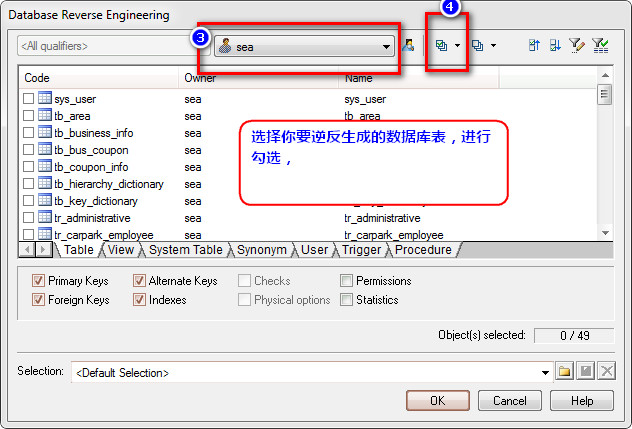 Database Reverse Engineering
4
<All qualifiers>
3
sea
Code Owner Name
sys_user sea sys_user
tb_area sea tb_area
tb_business_info sea
tb_bus_coupon sea
tb_coupon_info sea
tb_hierarchy_dictionary sea
tb_key_dictionary sea
tr_administrative sea tr_administrative
tr_carpark_employee sea tr_carpark_employee
选择你要逆反生成的数据库表，进行
勾选，
Table View System Table Synonym User Trigger Procedure
Primary Keys Alternate Keys Checks Permissions
Foreign Keys Indexes Physical options Statistics
Object(s) selected: 0 / 49
Selection: <Default Selection>
OK Cancel Help